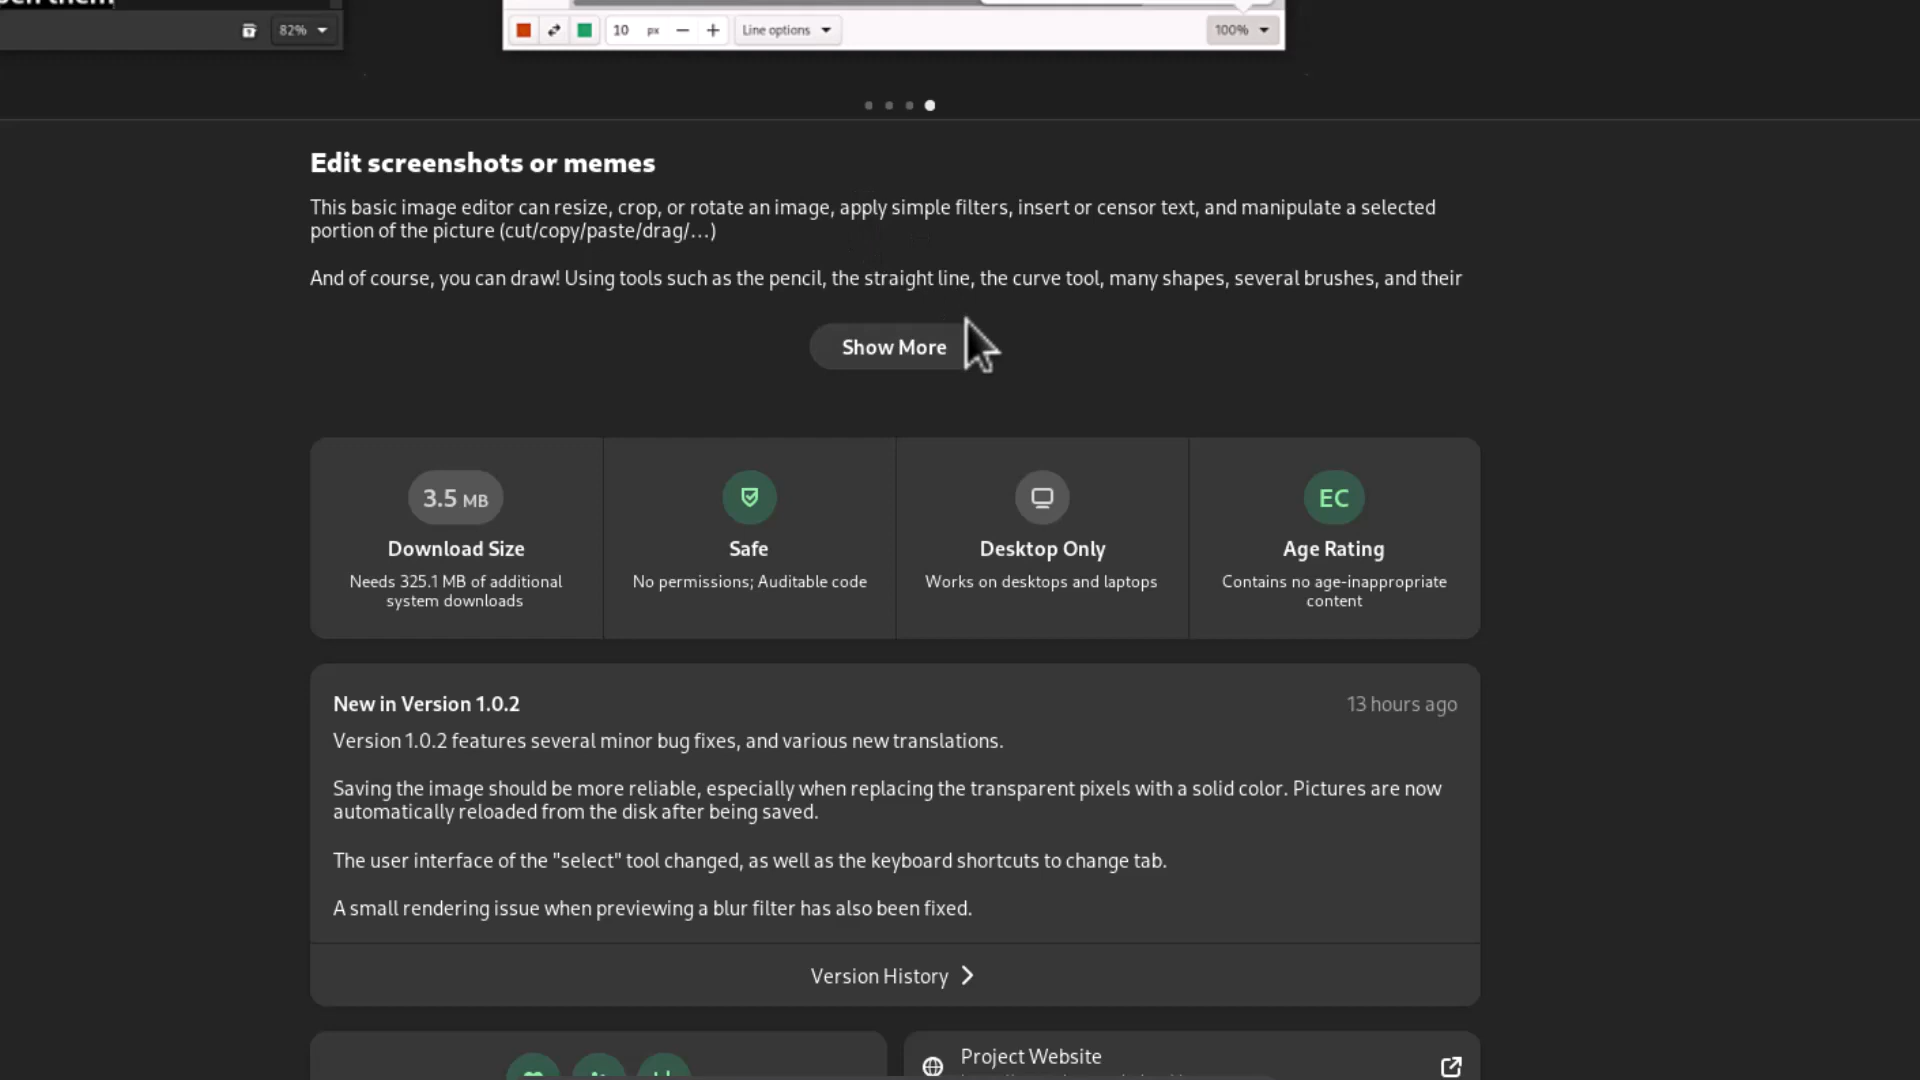 82%
10 px
Line options
100%
Edit screenshots or memes
This basic image editor can resize, crop, or rotate an image, apply simple filters, insert or censor text, and manipulate a selected
portion of the picture (cut/copy/paste/drag/…)
And of course, you can draw! Using tools such as the pencil, the straight line, the curve tool, many shapes, several brushes, and their
Show More
3.5 MB
Download Size
Needs 325.1 MB of additional
system downloads
Safe
No permissions; Auditable code
Desktop Only
Works on desktops and laptops
EC
Age Rating
Contains no age-inappropriate
content
New in Version 1.0.2
13 hours ago
Version 1.0.2 features several minor bug fixes, and various new translations.
Saving the image should be more reliable, especially when replacing the transparent pixels with a solid color. Pictures are now
automatically reloaded from the disk after being saved.
The user interface of the "select" tool changed, as well as the keyboard shortcuts to change tab.
A small rendering issue when previewing a blur filter has also been fixed.
Version History
Project Website